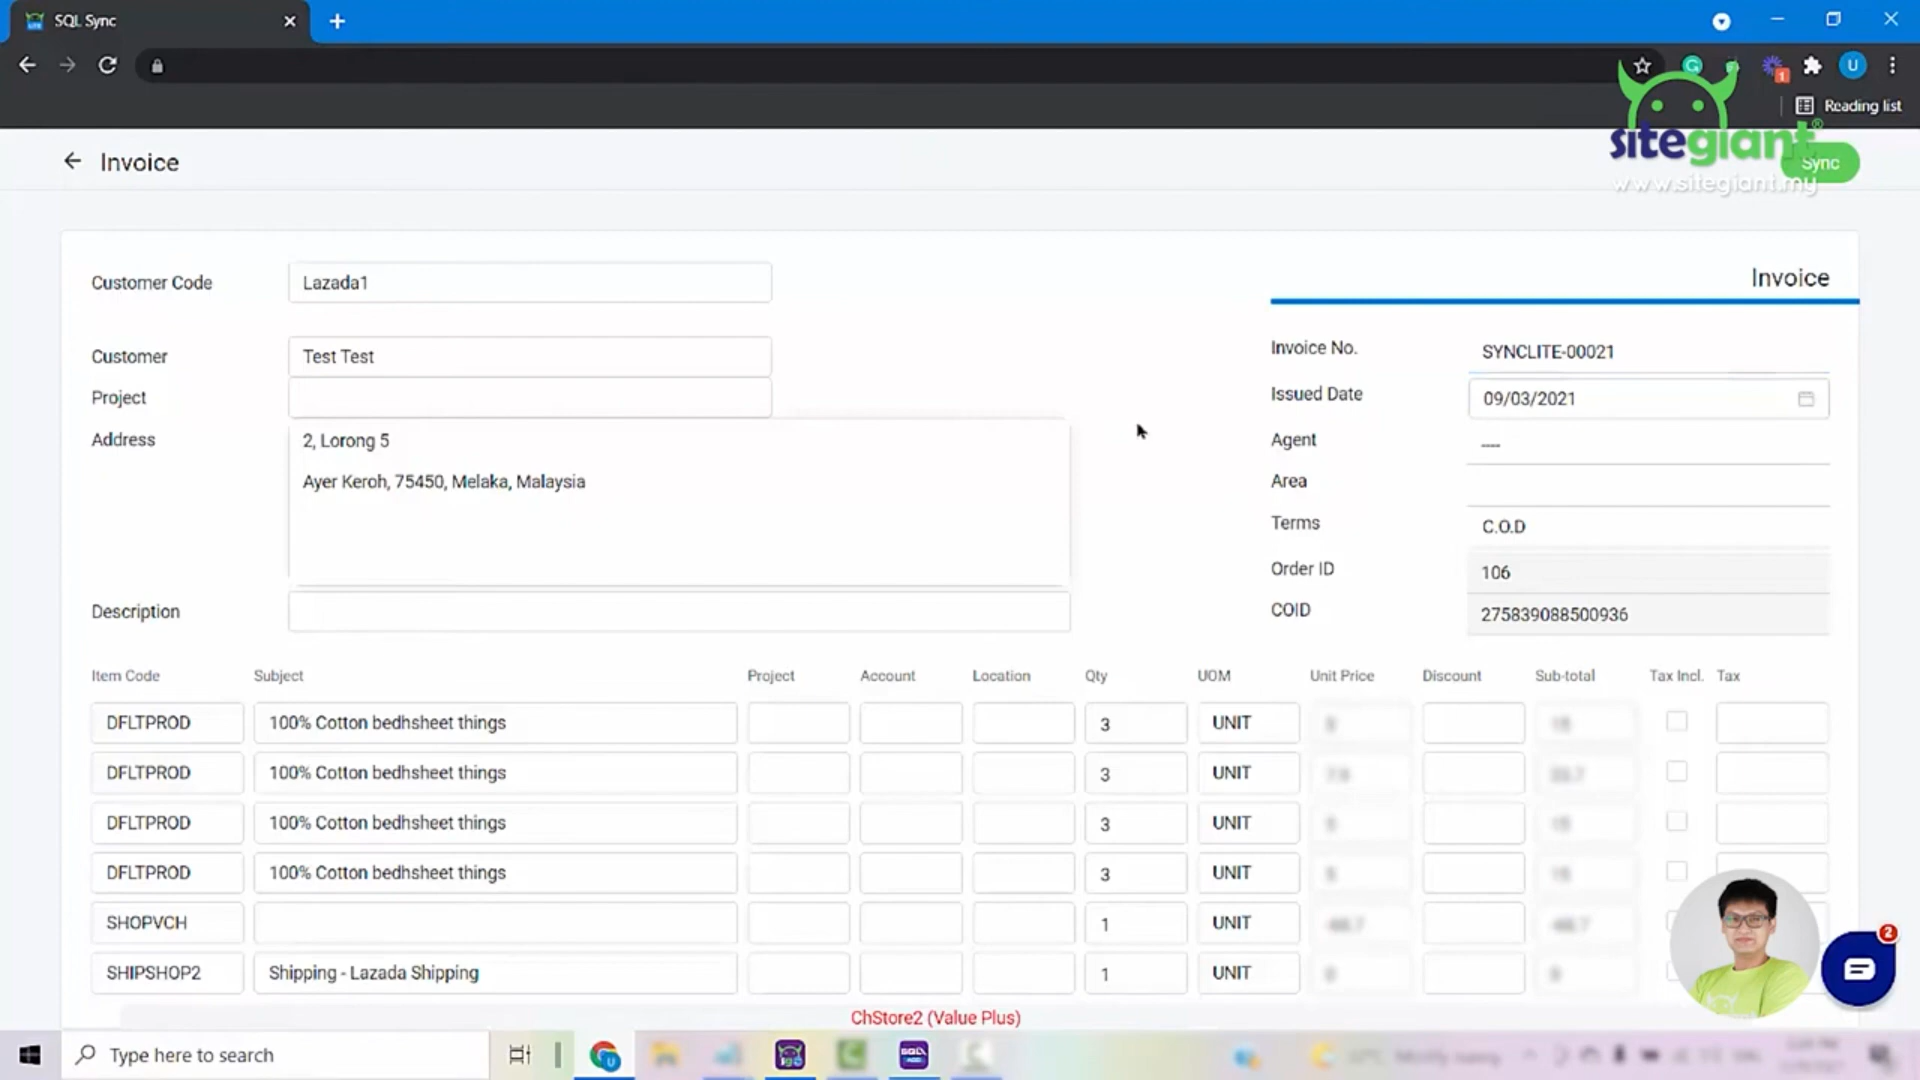 SQL Sync
1
Reading list
sitegiant®
www.sitegiant.my
Invoice
Sync
Invoice
Customer Code
Lazada1
Customer
Test Test
Project
Address
2, Lorong 5
Ayer Keroh, 75450, Melaka, Malaysia
Description
Invoice No.
SYNCLITE-00021
Issued Date
09/03/2021
Agent
----
Area
Terms
C.O.D
Order ID
106
COID
275839088500936
Item Code Subject Project Account Location Qty UOM Unit Price Discount Sub-total Tax Incl. Tax
DFLTPROD 100% Cotton bedhsheet things 3 UNIT
DFLTPROD 100% Cotton bedhsheet things 3 UNIT
DFLTPROD 100% Cotton bedhsheet things 3 UNIT
DFLTPROD 100% Cotton bedhsheet things 3 UNIT
SHOPVCH 1 UNIT
SHIPSHOP2 Shipping - Lazada Shipping 1 UNIT
2
ChStore2 (Value Plus)
Type here to search